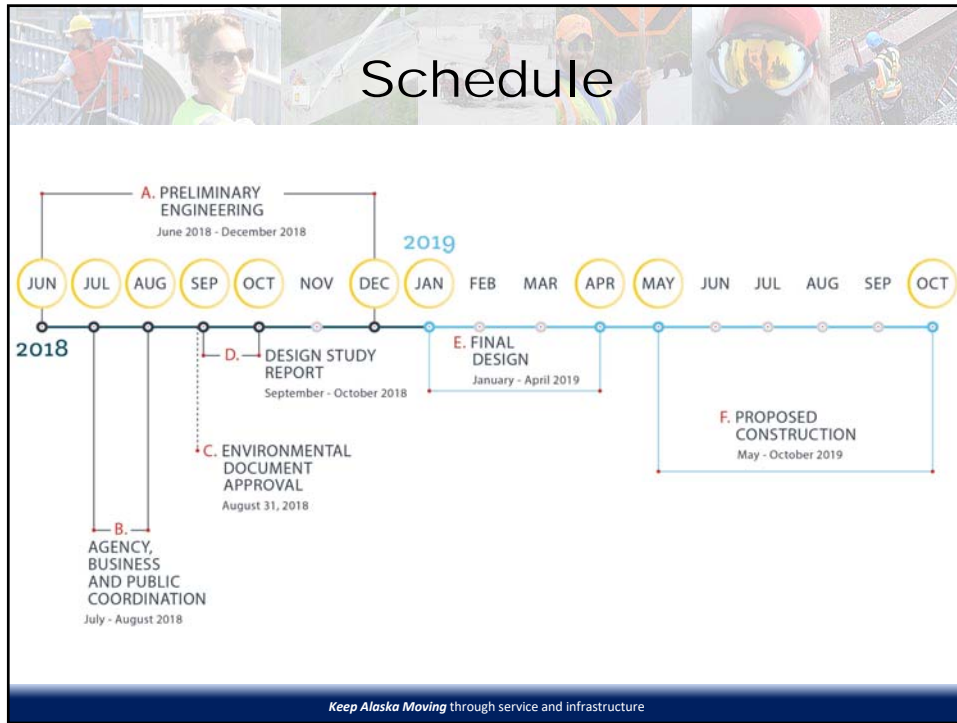 Schedule
A. PRELIMINARY
ENGINEERING
June 2018 - December 2018
2019
JUN JUL AUG SEP OCT NOV DEC JAN FEB MAR APR MAY JUN JUL AUG SEP OCT
2018
D. DESIGN STUDY
REPORT
September - October 2018
E. FINAL
DESIGN
January - April 2019
C. ENVIRONMENTAL
DOCUMENT
APPROVAL
August 31, 2018
F. PROPOSED
CONSTRUCTION
May - October 2019
B.
AGENCY,
BUSINESS
AND PUBLIC
COORDINATION
July - August 2018
Keep Alaska Moving through service and infrastructure